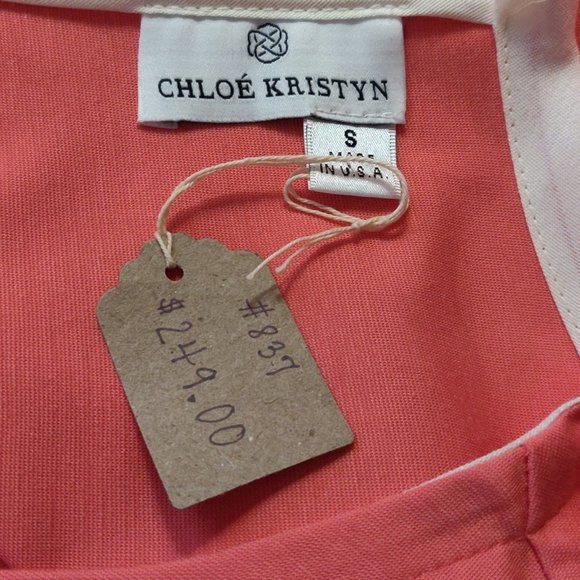 CHLOÉ KRISTYN
S
MADE
IN U.S.A.
#837
$249.00